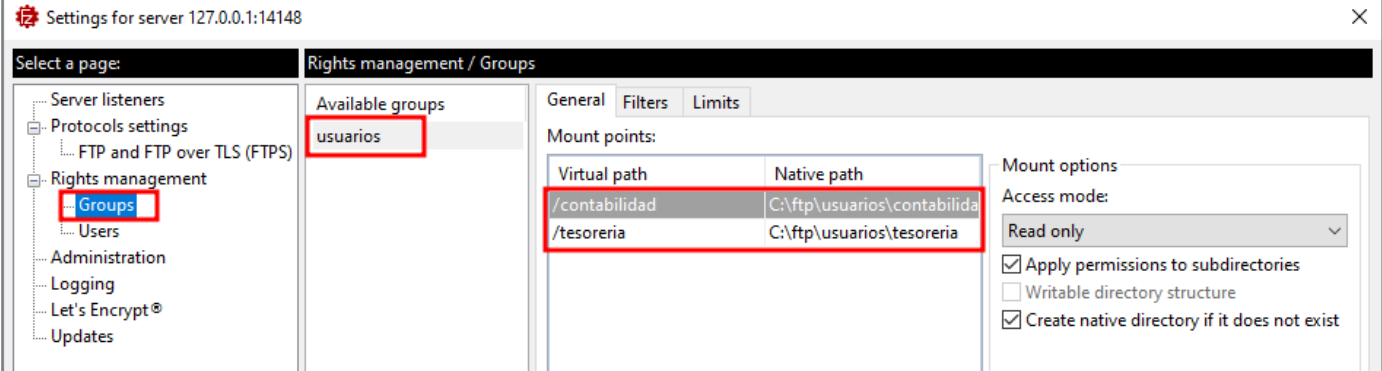 Settings for server 127.0.0.1:14148
Select a page:
Server listeners
Protocols settings
FTP and FTP over TLS (FTPS)
Rights management
Groups
Users
Administration
Logging
Let's Encrypt®
Updates
Rights management / Groups
Available groups
usuarios
General Filters Limits
Mount points:
Virtual path Native path
/contabilidad C:\ftp\usuarios\contabilida
/tesoreria C:\ftp\usuarios\tesoreria
Mount options
Access mode:
Read only
Apply permissions to subdirectories
Writable directory structure
Create native directory if it does not exist